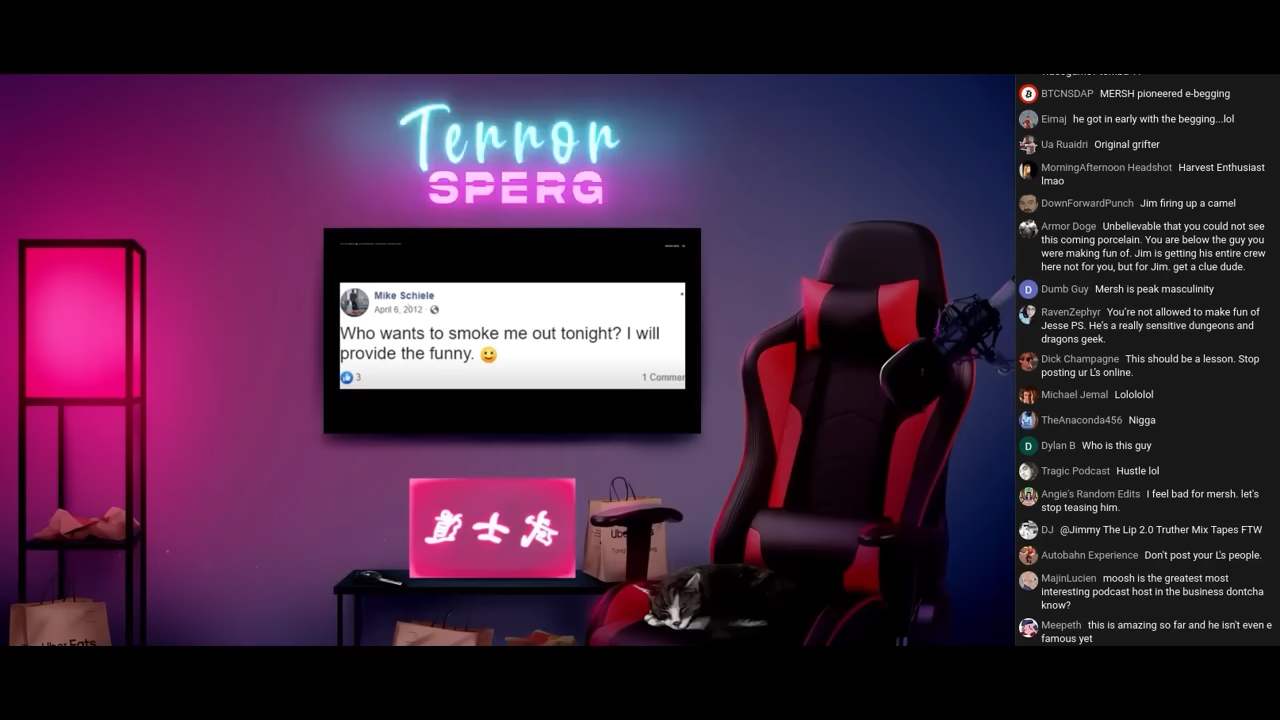 Terror
SPERG
Mike Schiele
April 6, 2012
Who wants to smoke me out tonight? I will
provide the funny.
3
1 Commen
道士答
Uber Eats
BTCNSDAP MERSH pioneered e-begging
Eimaj he got in early with the begging...lol
Ua Ruaidri Original grifter
MorningAfternoon Headshot Harvest Enthusiast
lmao
DownForwardPunch Jim firing up a camel
Armor Doge Unbelievable that you could not see
this coming porcelain. You are below the guy you
were making fun of. Jim is getting his entire crew
here not for you, but for Jim. get a clue dude.
D Dumb Guy Mersh is peak masculinity
RavenZephyr You're not allowed to make fun of
Jesse PS. He's a really sensitive dungeons and
dragons geek.
Dick Champagne This should be a lesson. Stop
posting ur L's online.
Michael Jemal Lolololol
TheAnaconda456 Nigga
D Dylan B Who is this guy
Tragic Podcast Hustle lol
Angie's Random Edits I feel bad for mersh. let's
stop teasing him.
DJ @Jimmy The Lip 2.0 Truther Mix Tapes FTW
Autobahn Experience Don't post your L's people.
MajinLucien moosh is the greatest most
interesting podcast host in the business dontcha
know?
Meepeth this is amazing so far and he isn't even e
famous yet